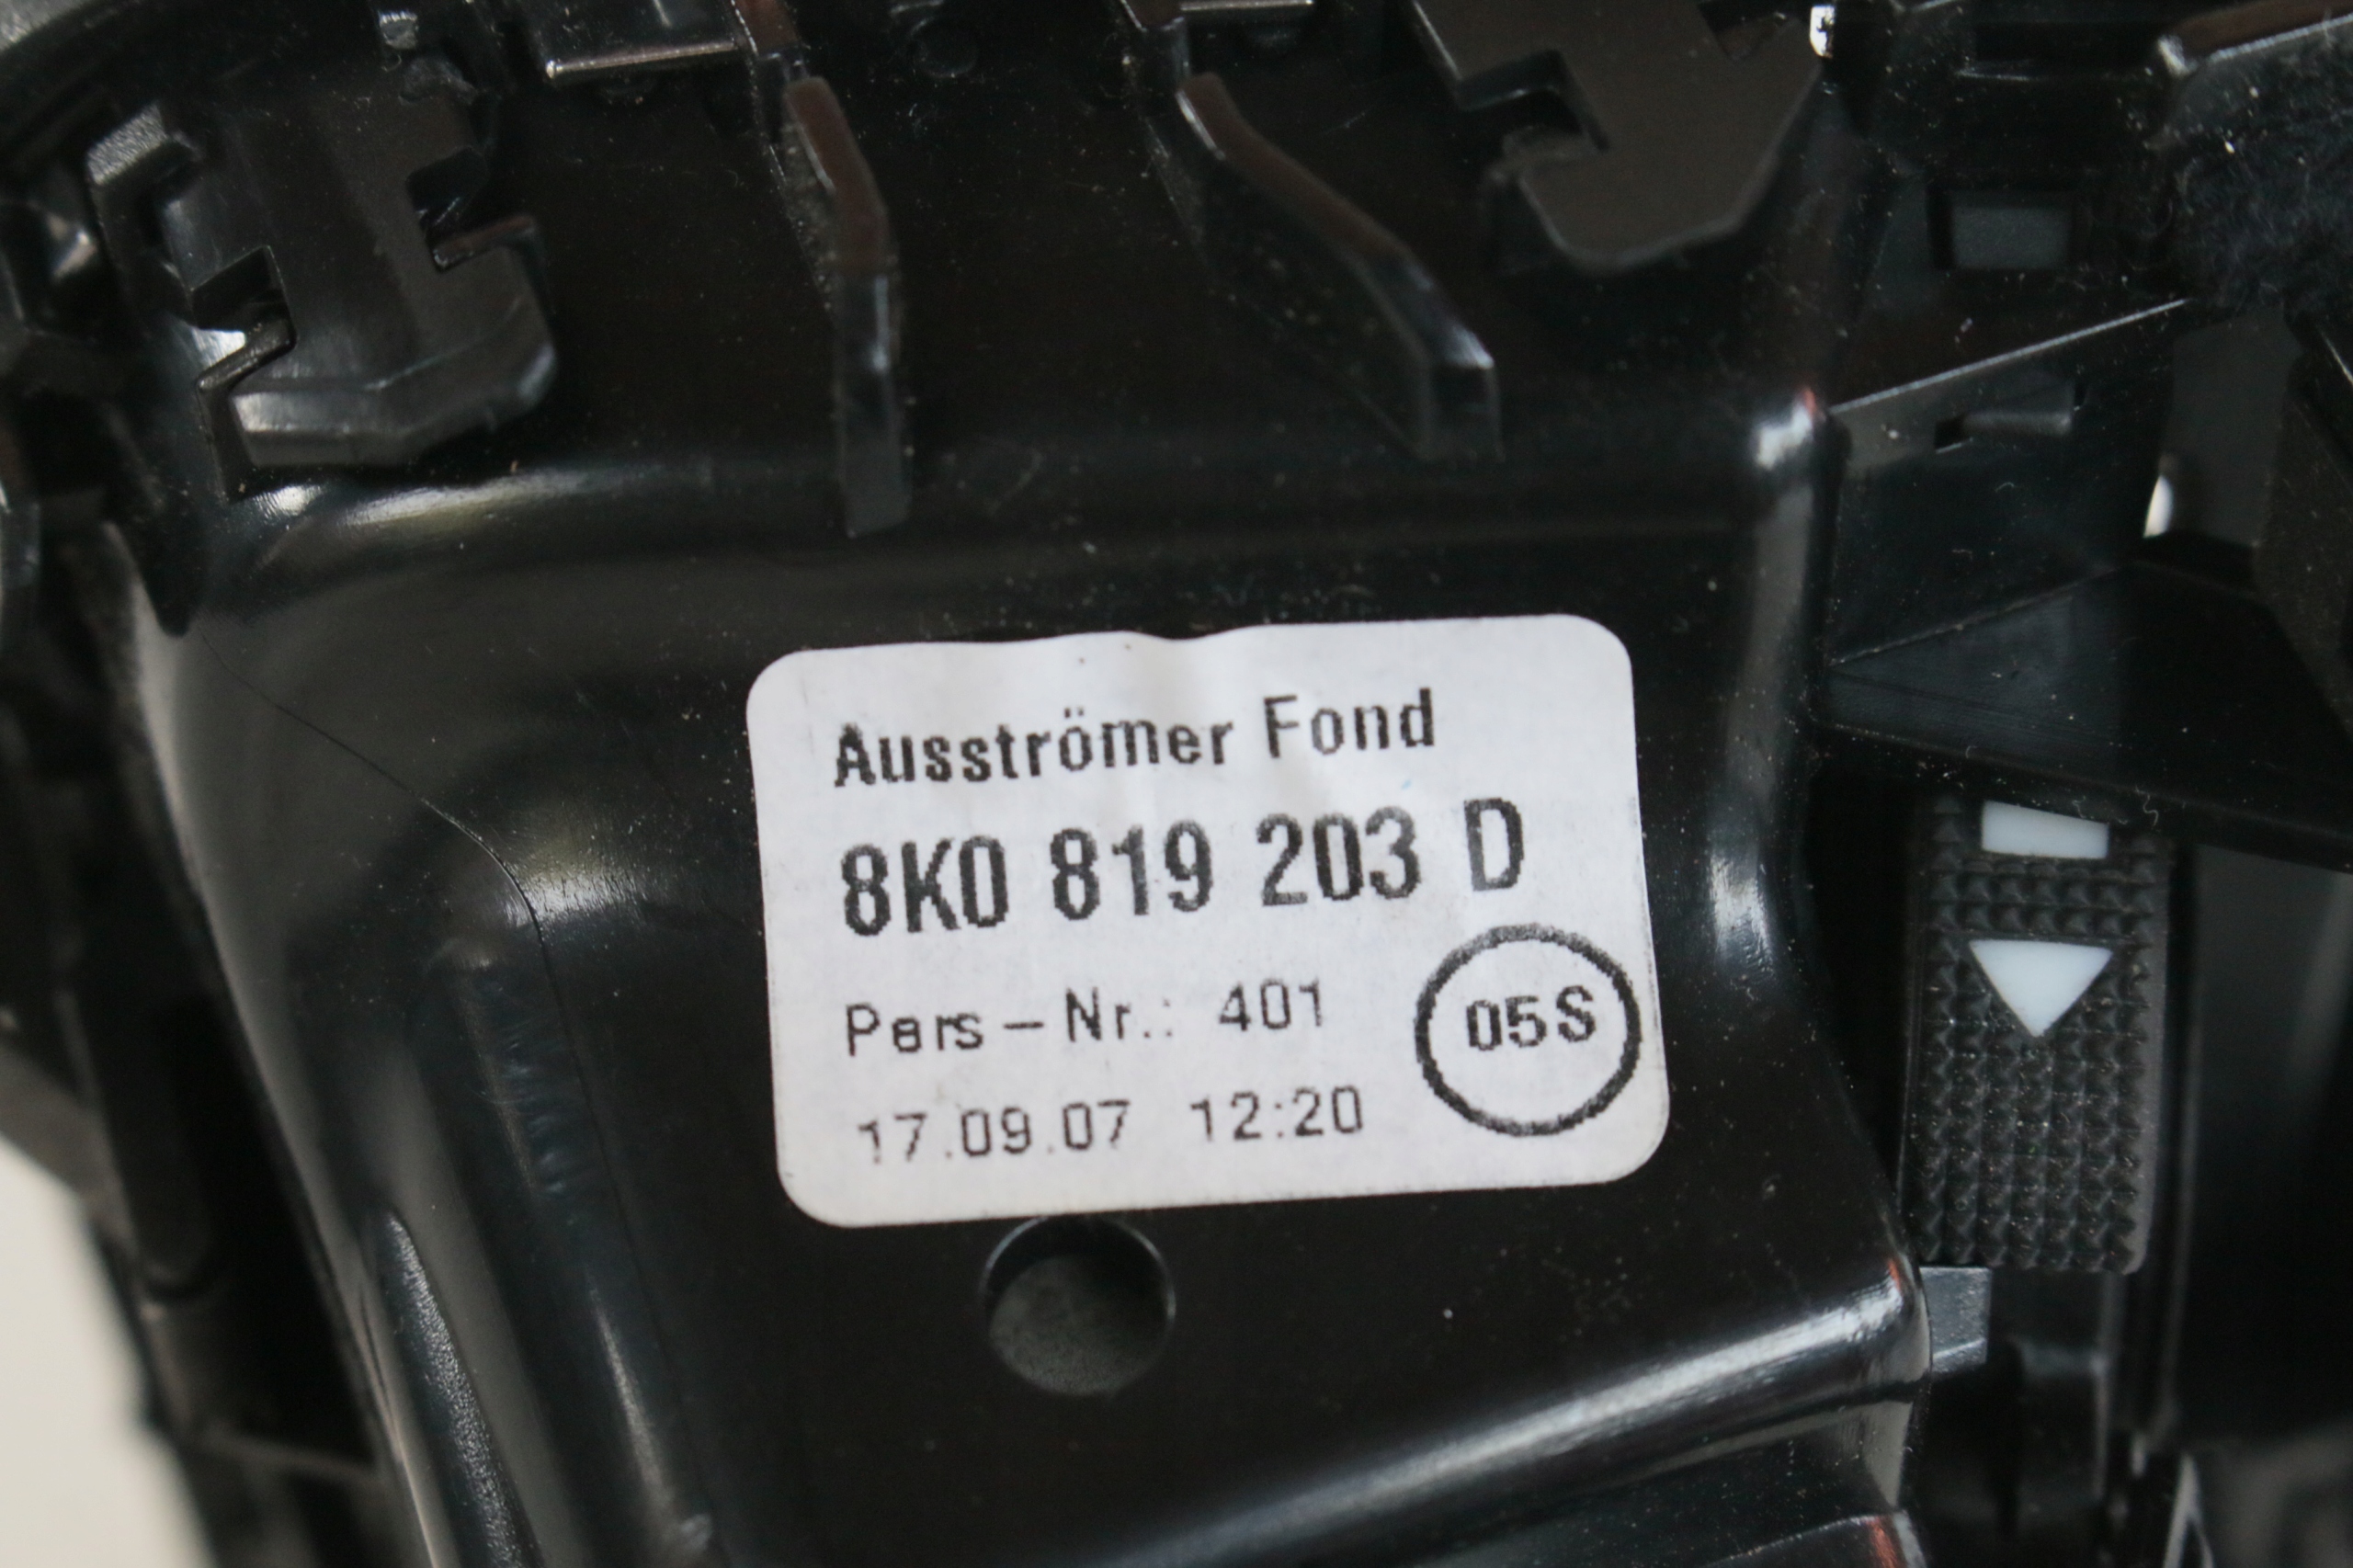 Ausströmer Fond
8K0 819 203 D
Pers-Nr.: 401
05S
17.09.07 12:20